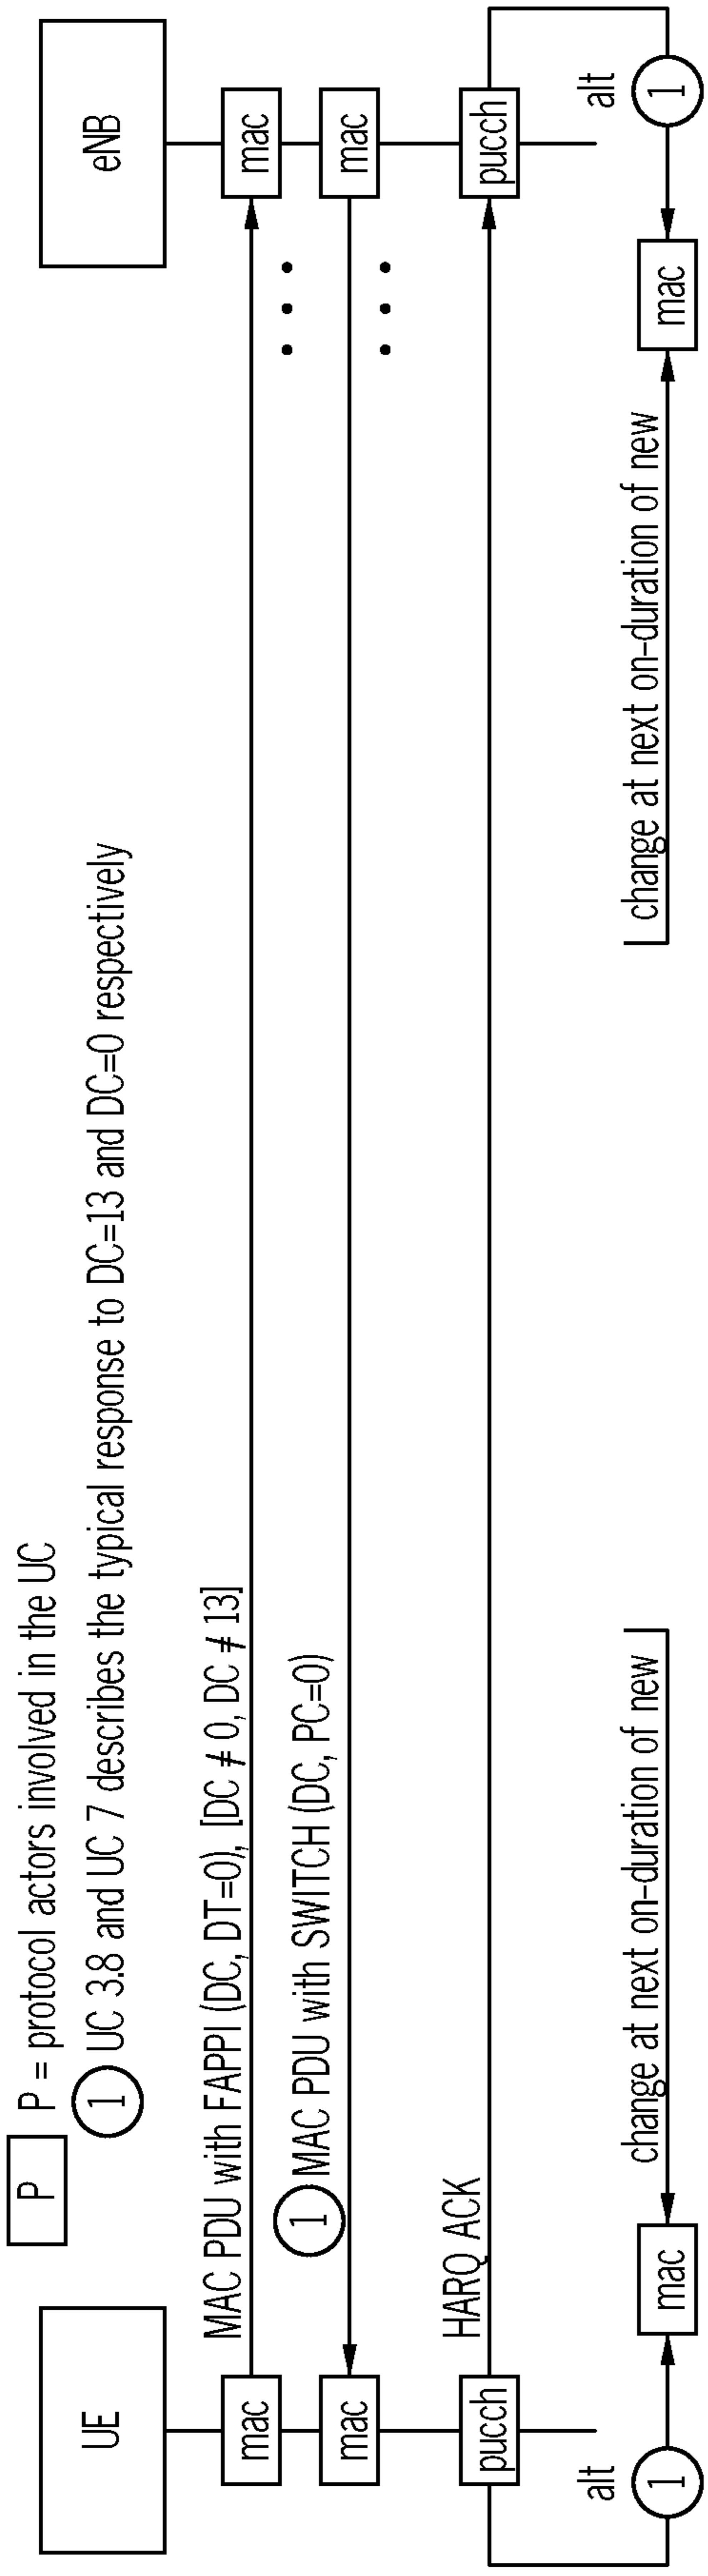 P P = protocol actors involved in the UC
1 UC 3.8 and UC 7 describes the typical response to DC=13 and DC=0 respectively
UE
eNB
MAC PDU with FAPPI (DC, DT=0), [DC ≠ 0, DC ≠ 13]
mac
mac
1 MAC PDU with SWITCH (DC, PC=0)
mac
mac
HARQ ACK
pucch
pucch
alt
alt
change at next on-duration of new
change at next on-duration of new
1
mac
mac
1